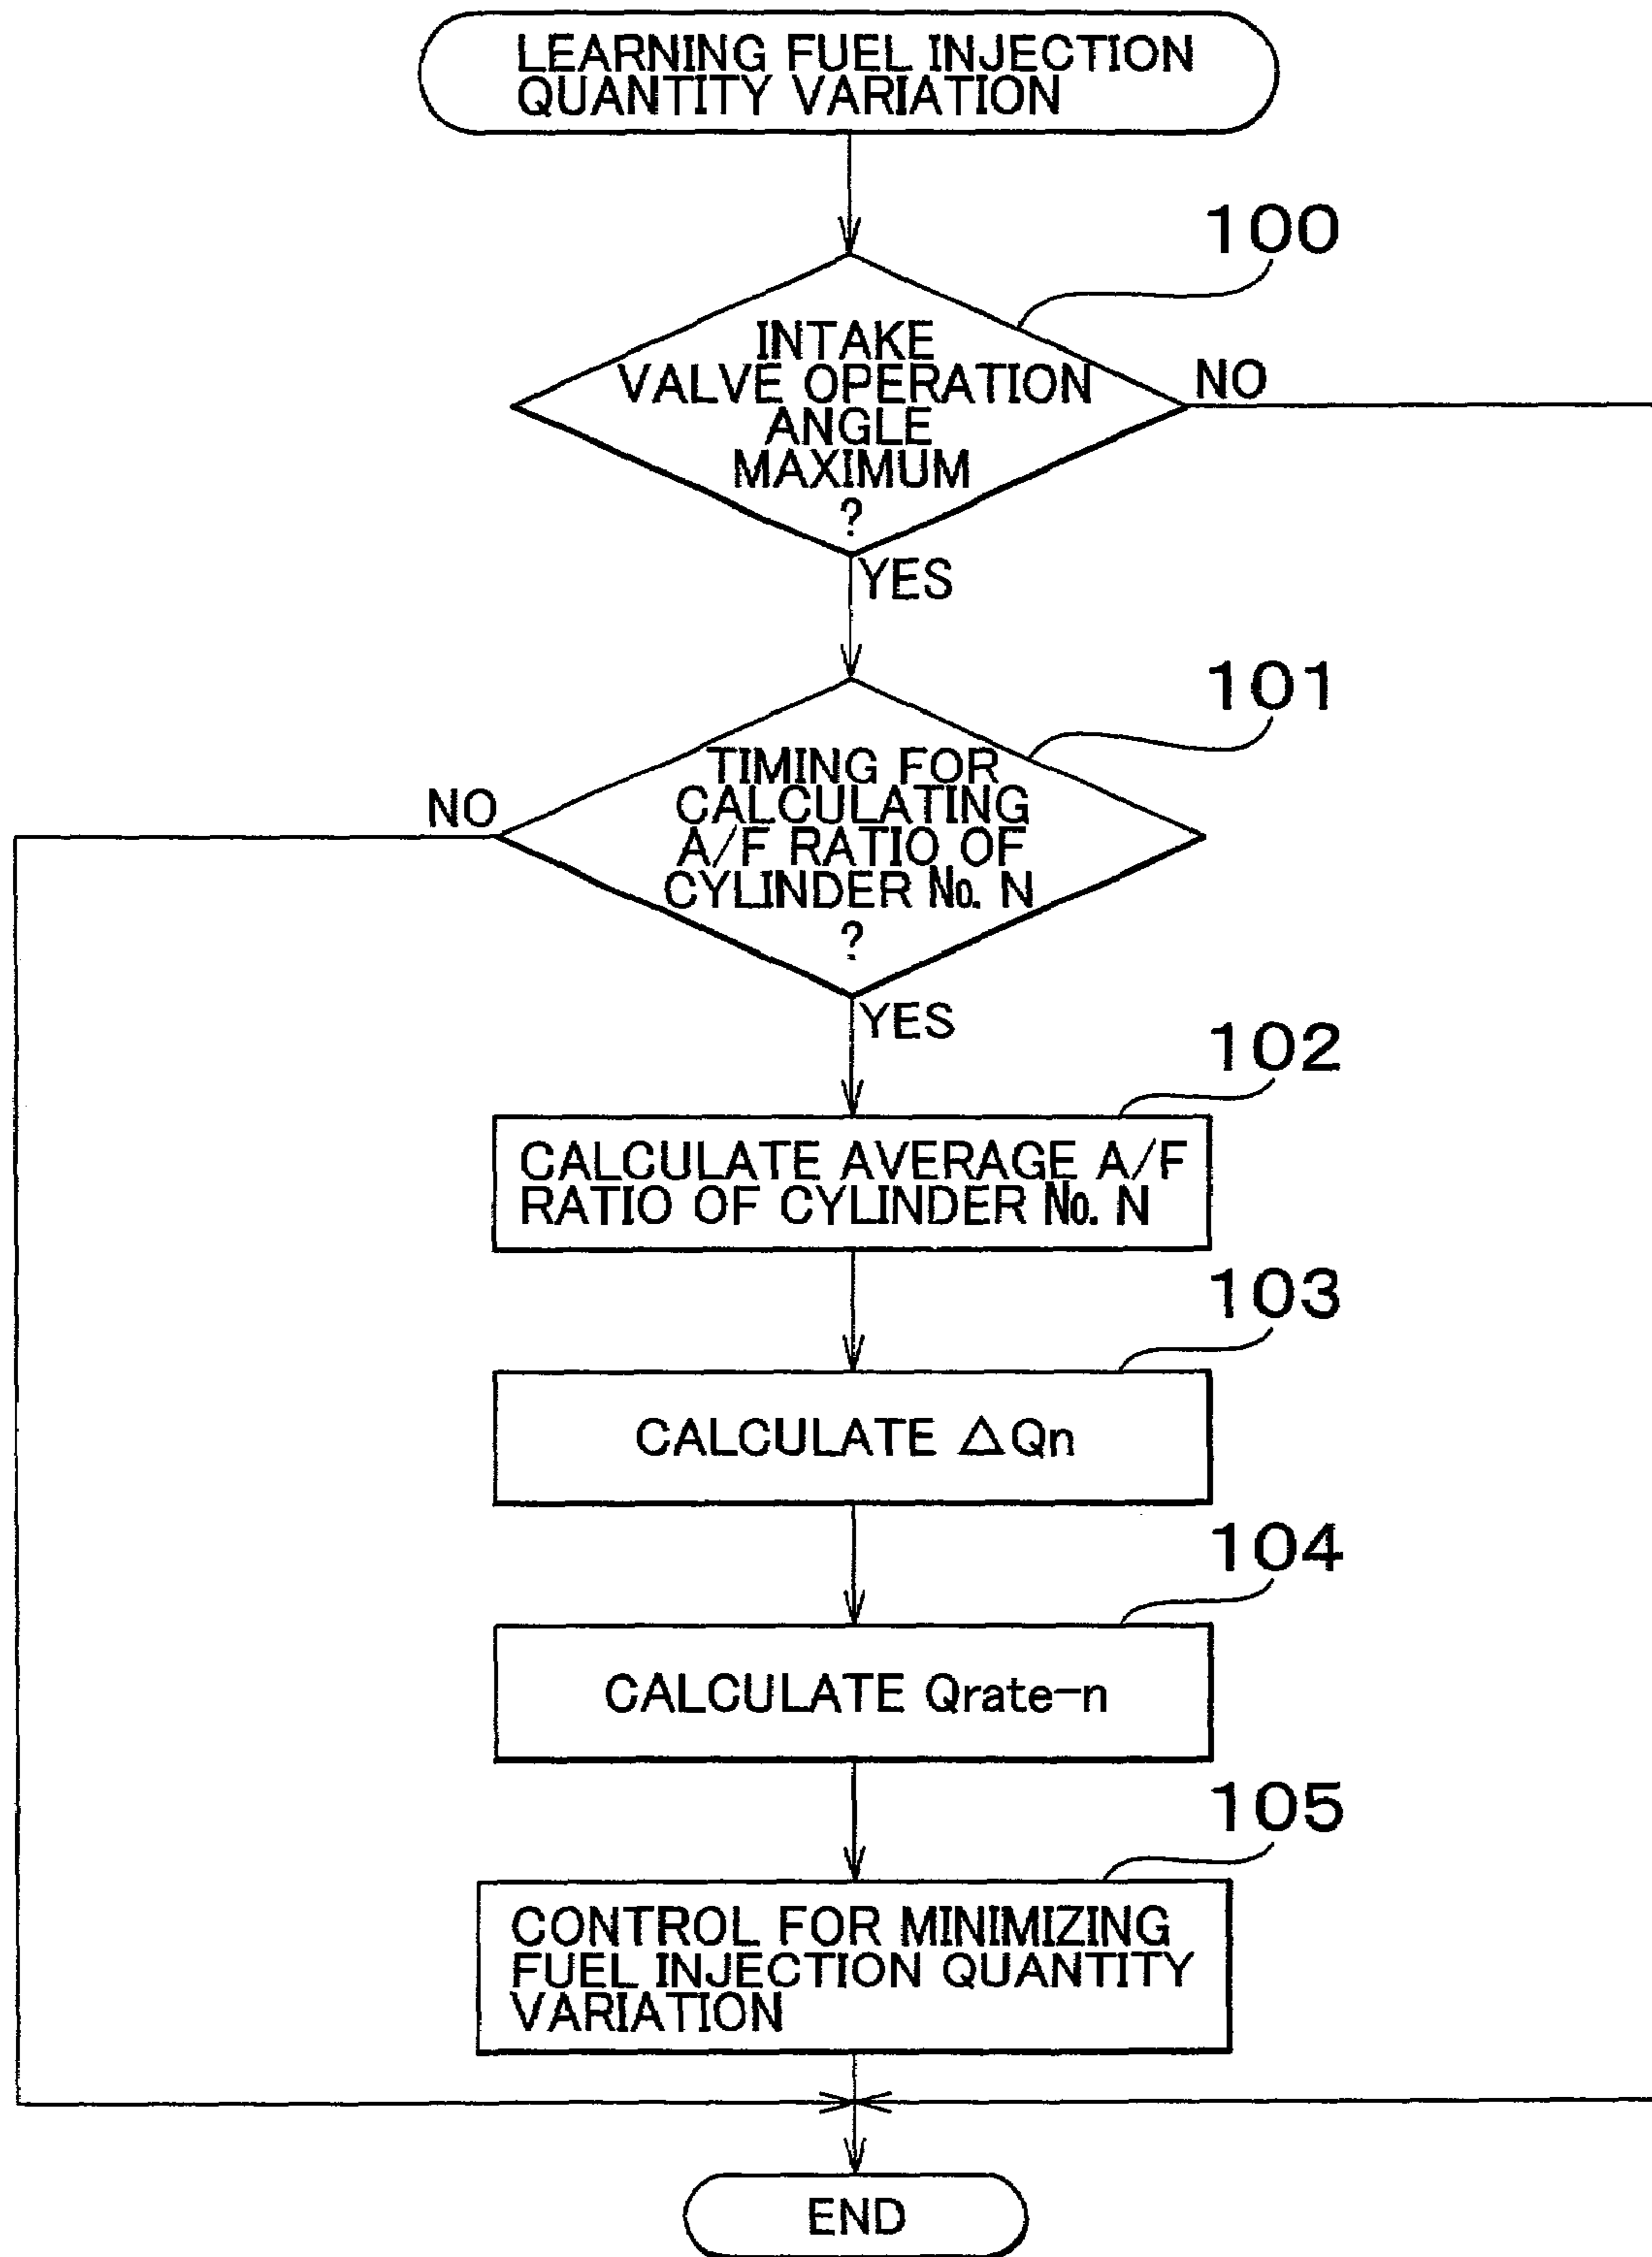 LEARNING FUEL INJECTION
QUANTITY VARIATION
100
INTAKE
VALVE OPERATION
ANGLE
MAXIMUM
?
NO
YES
101
TIMING FOR
CALCULATING
A/F RATIO OF
CYLINDER No. N
?
NO
YES
102
CALCULATE AVERAGE A/F
RATIO OF CYLINDER No. N
103
CALCULATE △Qn
104
CALCULATE Qrate-n
105
CONTROL FOR MINIMIZING
FUEL INJECTION QUANTITY
VARIATION
END